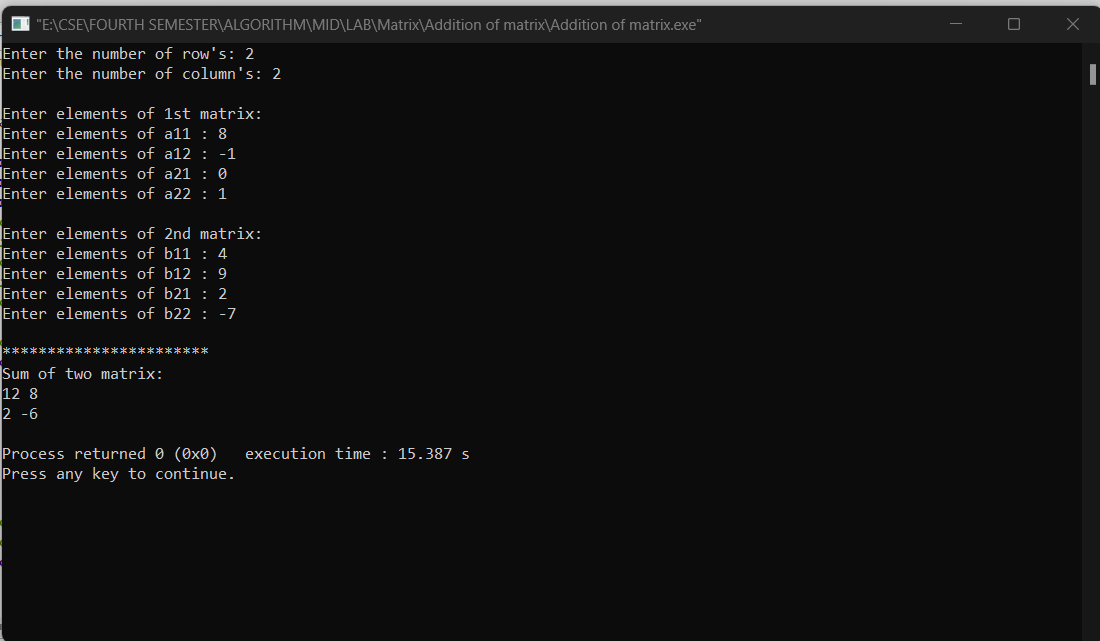 "E:\CSE\FOURTH SEMESTER\ALGORITHM\MID\LAB\Matrix\Addition of matrix\Addition of matrix.exe"
Enter the number of row's: 2
Enter the number of column's: 2
Enter elements of 1st matrix:
Enter elements of a11 : 8
Enter elements of a12 : -1
Enter elements of a21 : 0
Enter elements of a22 : 1
Enter elements of 2nd matrix:
Enter elements of b11 : 4
Enter elements of b12 : 9
Enter elements of b21 : 2
Enter elements of b22 : -7
***********************
Sum of two matrix:
12 8
2 -6
Process returned 0 (0x0)   execution time : 15.387 s
Press any key to continue.